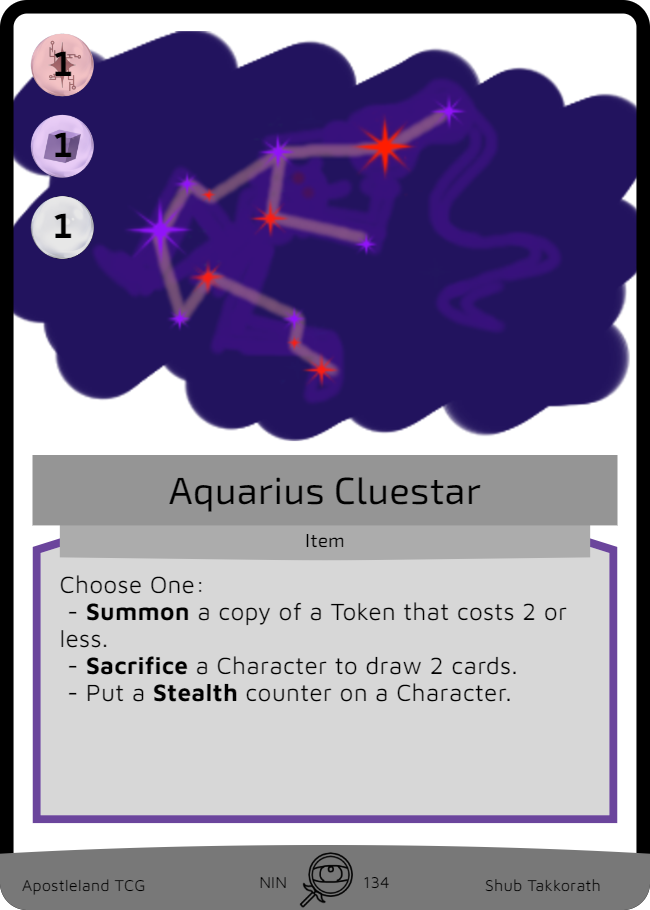 1
1
1
Aquarius Cluestar
Item
Choose One:
- Summon a copy of a Token that costs 2 or
less.
- Sacrifice a Character to draw 2 cards.
- Put a Stealth counter on a Character.
Apostleland TCG
NIN 134
Shub Takkorath